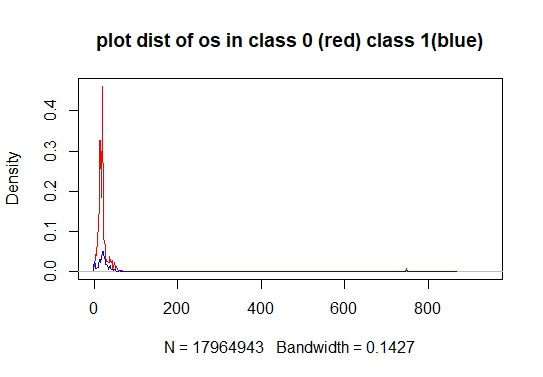 plot dist of os in class 0 (red) class 1(blue)
Density
0.4
0.3
0.2
0.1
0.0
0 200 400 600 800
N = 17964943 Bandwidth = 0.1427